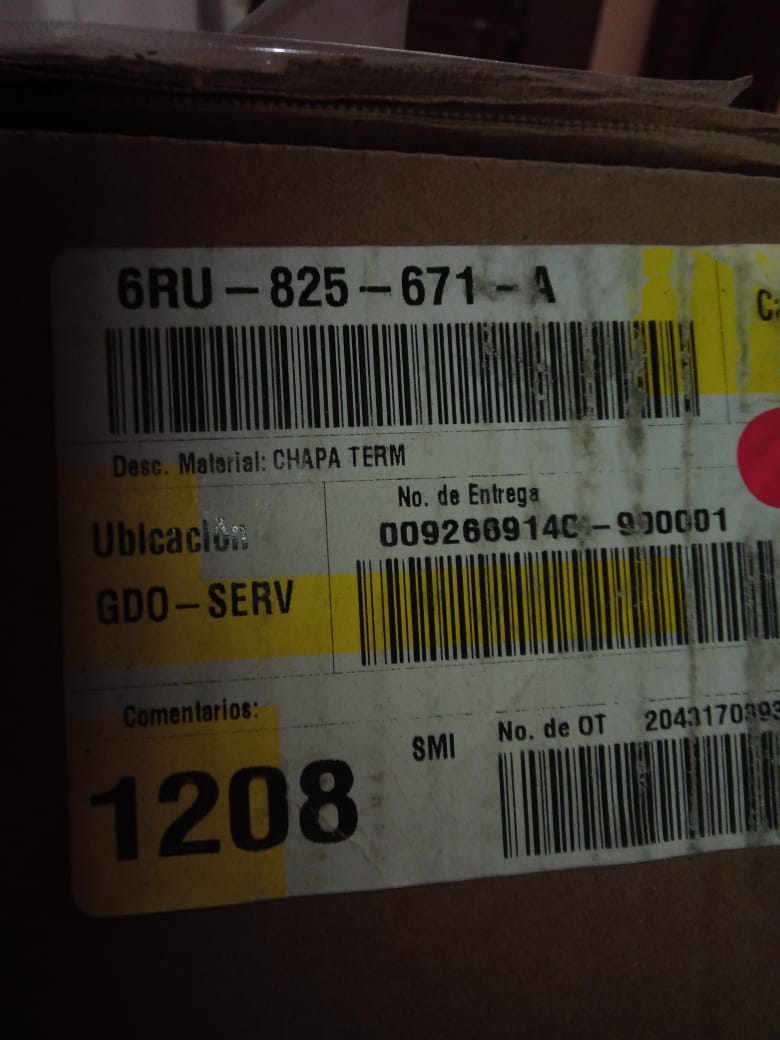 6RU-825-671-A
Desc. Material: CHAPA TERM
No. de Entrega
Ubicación
GDO-SERV
Comentarios:
SMI
No. de OT
1208